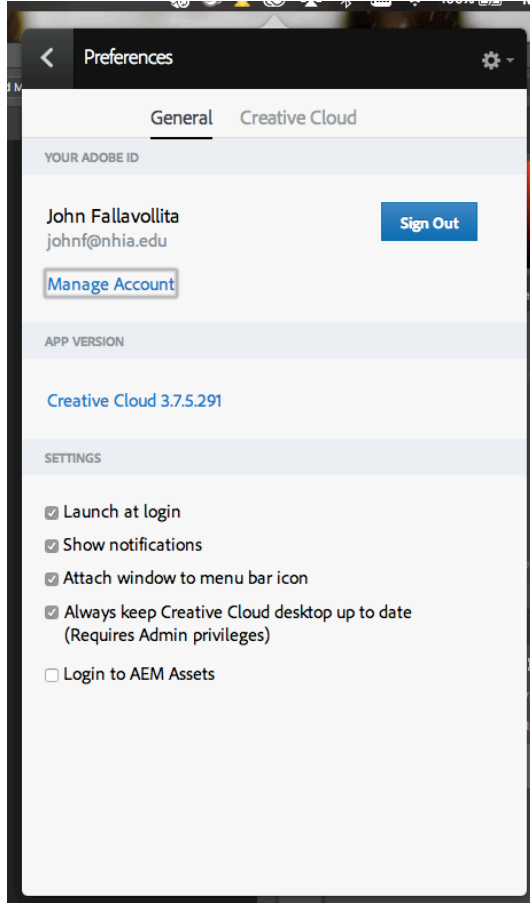 Preferences
General Creative Cloud
YOUR ADOBE ID
John Fallavollita
Sign Out
johnf@nhia.edu
Manage Account
APP VERSION
Creative Cloud 3.7.5.291
SETTINGS
Launch at login
Show notifications
Attach window to menu bar icon
Always keep Creative Cloud desktop up to date
(Requires Admin privileges)
Login to AEM Assets